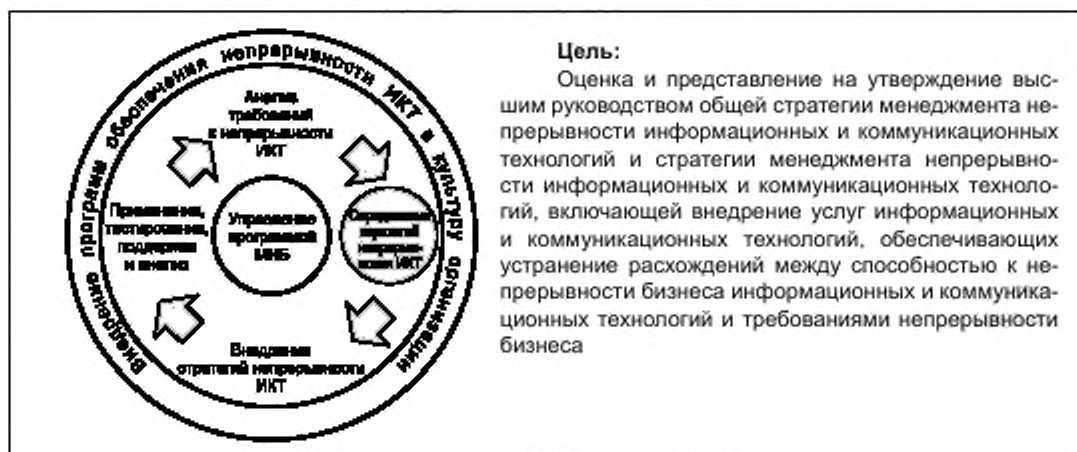 Внедрение программ обеспечения непрерывности ИКТ в культуру организации
Анализ
требований
к непрерывности
ИКТ
Применение,
тестирование,
поддержка
и анализ
Управление
программой
МНБ
ИКТ
Внедрение
стратегий непрерывности
ИКТ
Цель:
Оценка и представление на утверждение выс-
шим руководством общей стратегии менеджмента не-
прерывности информационных и коммуникационных
технологий и стратегии менеджмента непрерывно-
сти информационных и коммуникационных техноло-
гий, включающей внедрение услуг информационных
и коммуникационных технологий, обеспечивающих
устранение расхождений между способностью к не-
прерывности бизнеса информационных и коммуника-
ционных технологий и требованиями непрерывности
бизнеса